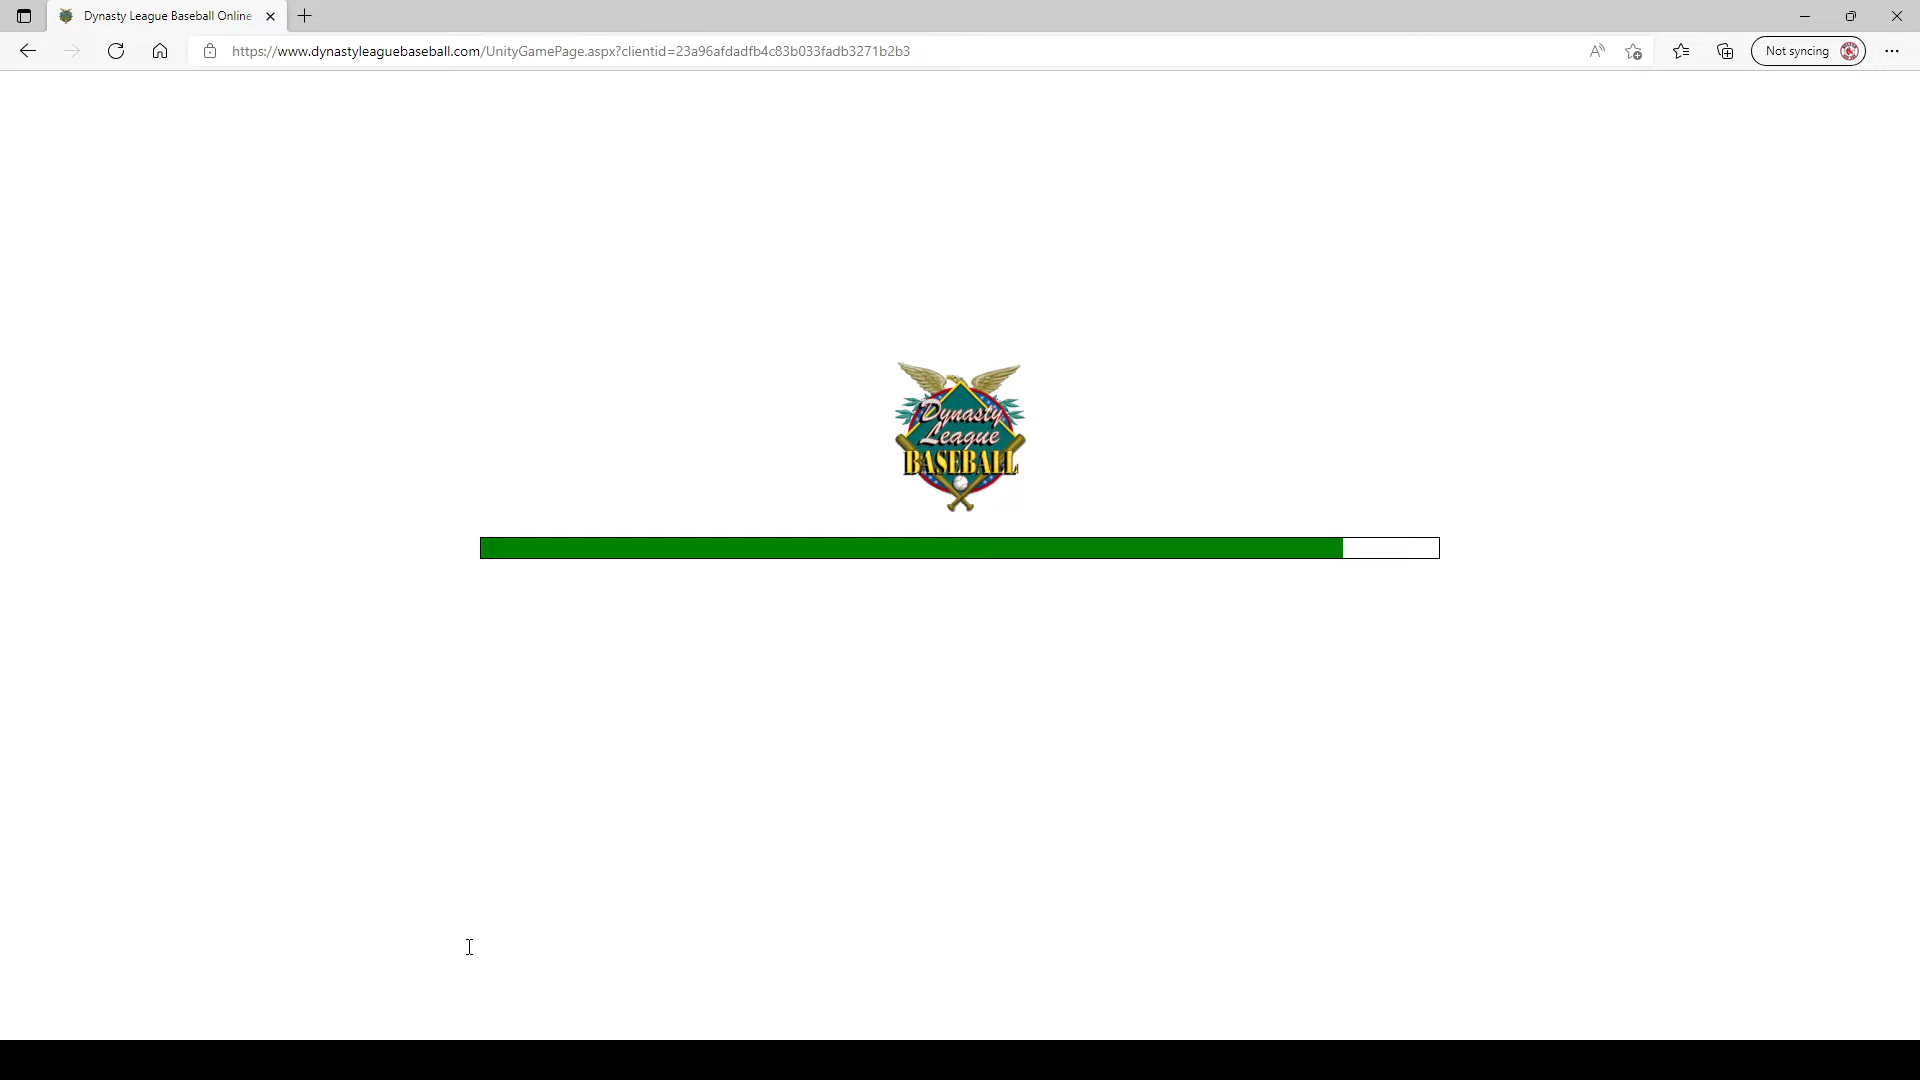 Dynasty League Baseball Online
https://www.dynastyleaguebaseball.com/UnityGamePage.aspx?clientid=23a96afdadfb4c83b033fadb3271b2b3
Not syncing
Dynasty
League
BASEBALL